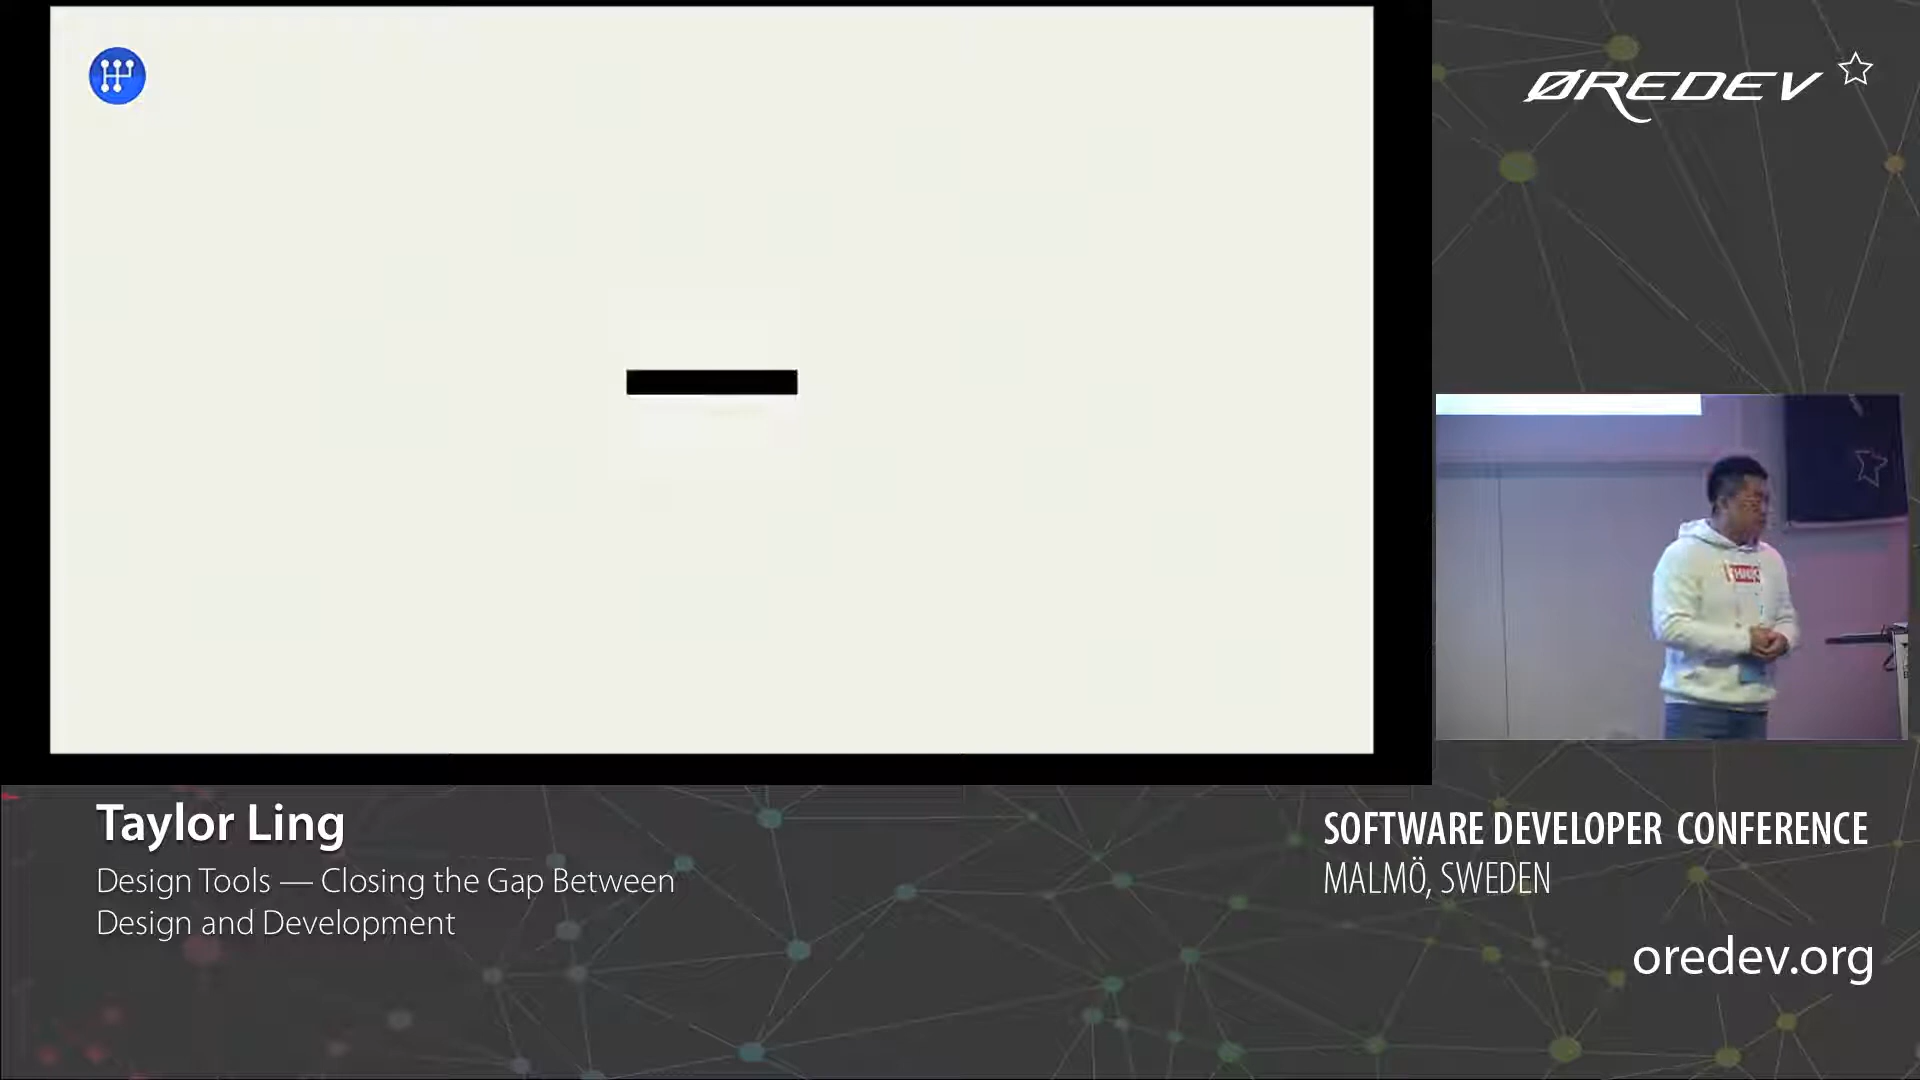 ØREDEV
Taylor Ling
Design Tools — Closing the Gap Between
Design and Development
SOFTWARE DEVELOPER CONFERENCE
MALMÖ, SWEDEN
oredev.org